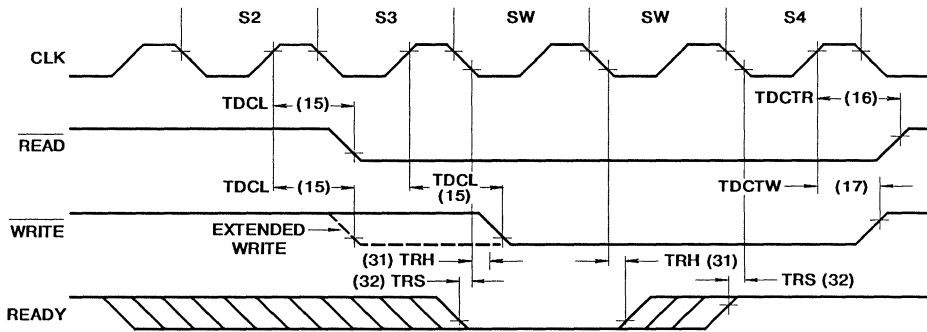 S2 S3 SW SW S4
CLK
TDCL (15) TDCTR (16)
READ
TDCL (15) TDCL (15) TDCTW (17)
WRITE
EXTENDED WRITE
(31) TRH TRH (31)
(32) TRS TRS (32)
READY